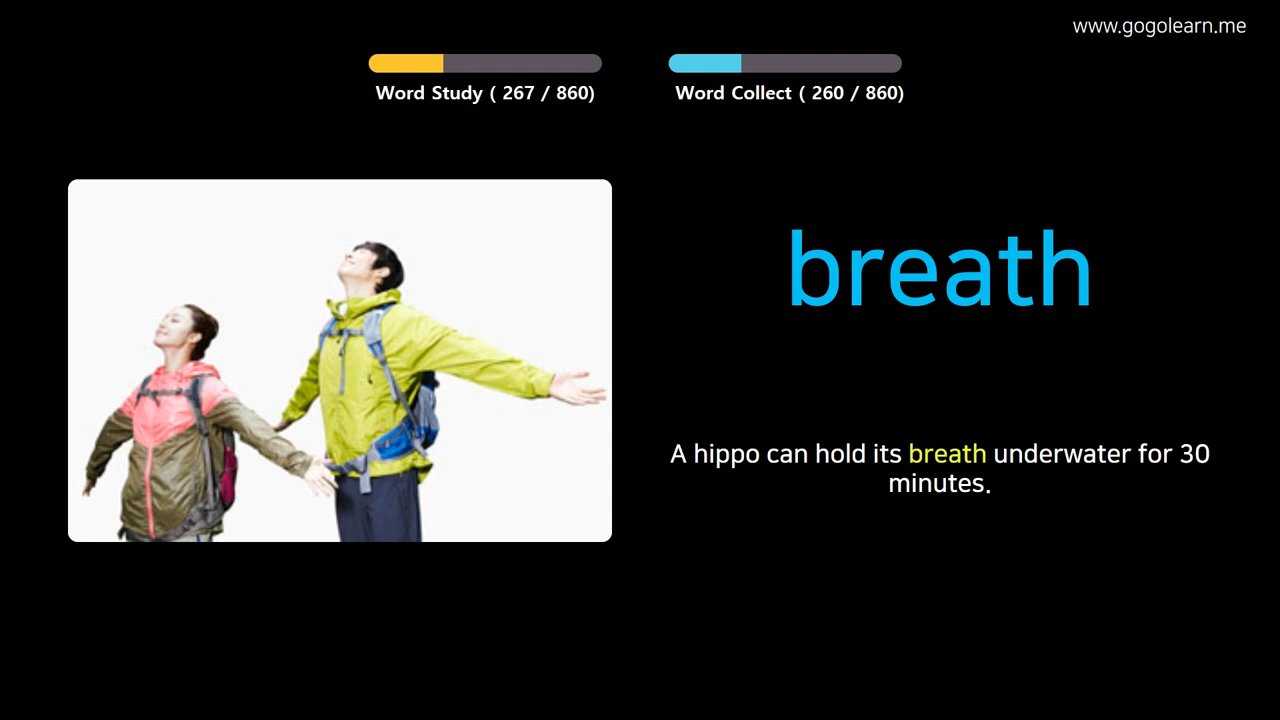 www.gogolearn.me
Word Study ( 267 / 860)
Word Collect ( 260 / 860)
breath
A hippo can hold its breath underwater for 30
minutes.